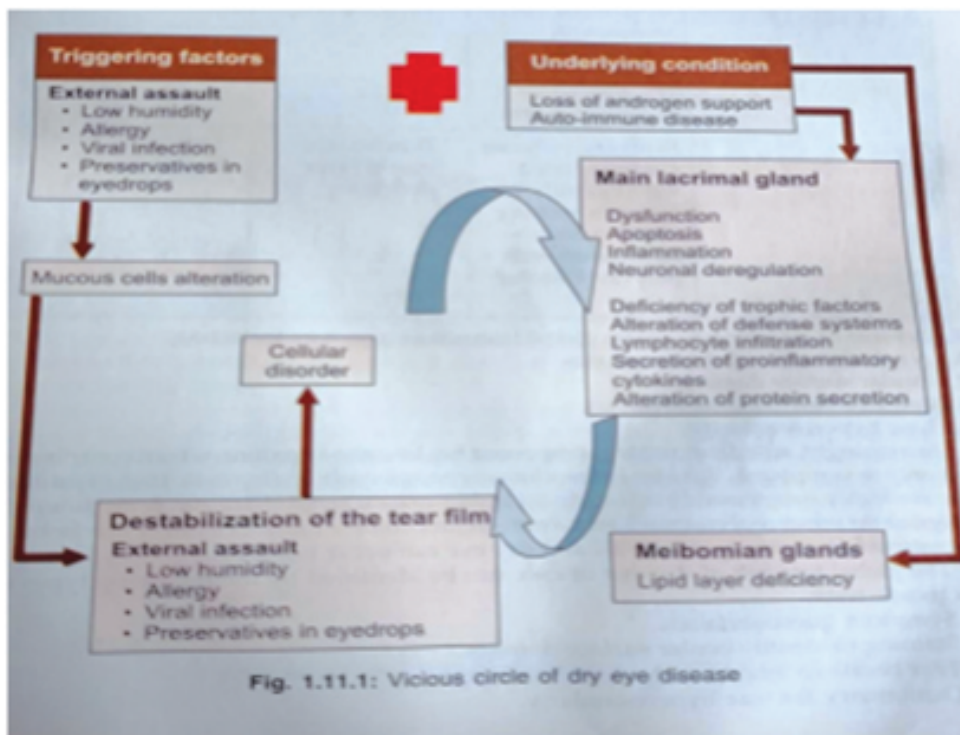 Triggering factors
External assault
• Low humidity
• Allergy
• Viral infection
• Preservatives in
eyedrops
Mucous cells alteration
Underlying condition
Loss of androgen support
Auto-immune disease
Main lacrimal gland
Dysfunction
Apoptosis
Inflammation
Neuronal deregulation
Deficiency of trophic factors
Alteration of defense systems
Lymphocyte infiltration
Secretion of proinflammatory
cytokines
Alteration of protein secretion
Cellular
disorder
Destabilization of the tear film
External assault
• Low humidity
• Allergy
• Viral infection
• Preservatives in eyedrops
Meibomian glands
Lipid layer deficiency
Fig. 1.11.1: Vicious circle of dry eye disease